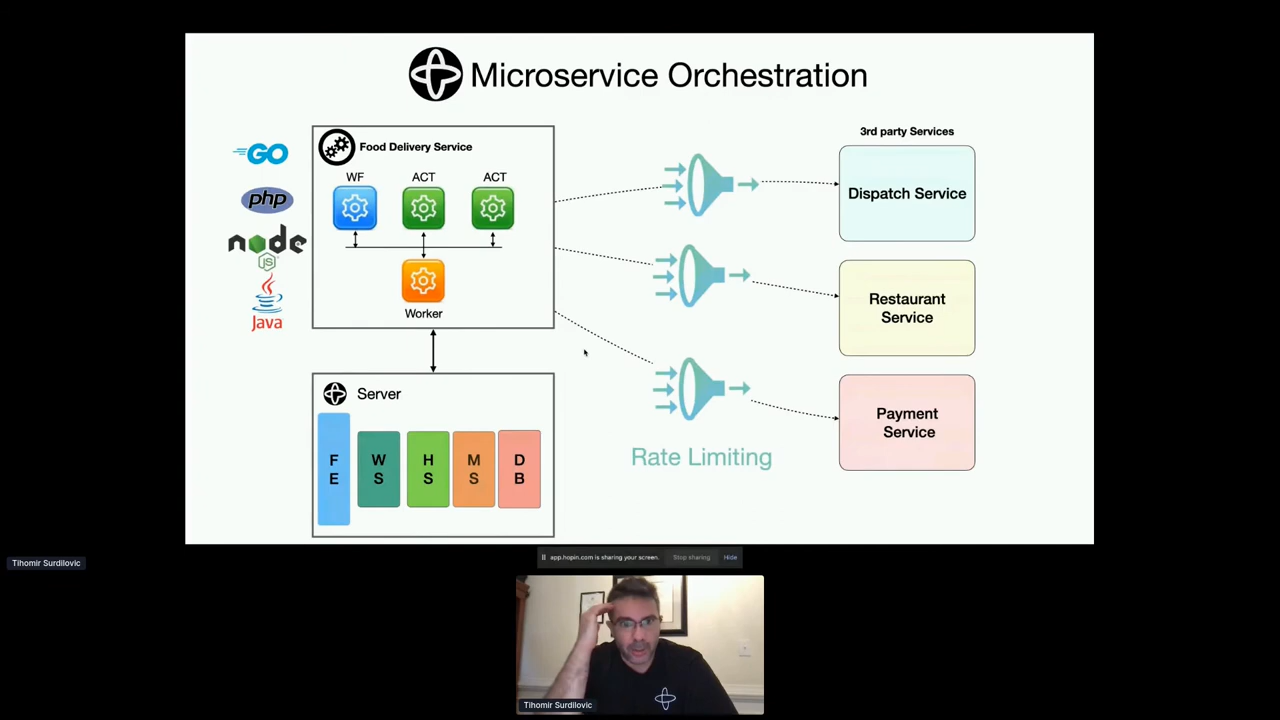 Microservice Orchestration
GO
php
node
JS
Java
Food Delivery Service
WF
ACT
ACT
Worker
Server
F
E
W
S
H
S
M
S
D
B
Rate Limiting
3rd party Services
Dispatch Service
Restaurant
Service
Payment
Service
app.hopin.com is sharing your screen.
Stop sharing
Hide
Tihomir Surdilovic
Tihomir Surdilovic